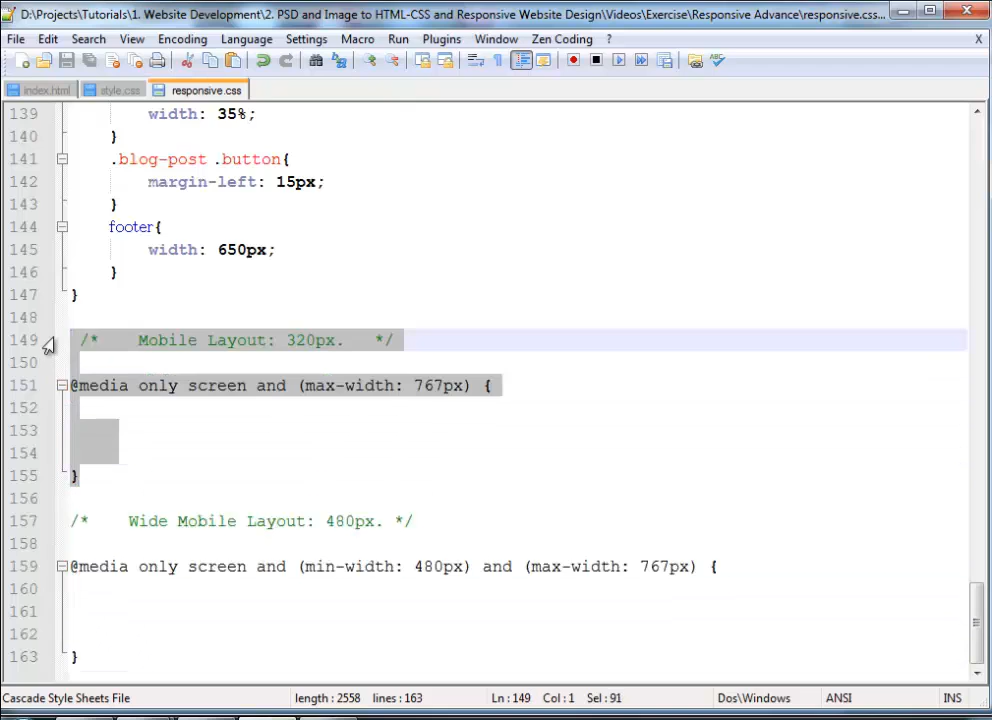 D:\Projects\Tutorials\1. Website Development\2. PSD and Image to HTML-CSS and Responsive Website Design\Videos\Exercise\Responsive Advance\responsive.css...
File Edit Search View Encoding Language Settings Macro Run Plugins Window Zen Coding ? X
index.html style.css responsive.css
139 width: 35%;
140 }
141 .blog-post .button{
142 margin-left: 15px;
143 }
144 footer{
145 width: 650px;
146 }
147 }
148
149 /* Mobile Layout: 320px. */
150
151 @media only screen and (max-width: 767px) {
152
153
154
155 }
156
157 /* Wide Mobile Layout: 480px. */
158
159 @media only screen and (min-width: 480px) and (max-width: 767px) {
160
161
162
163 }
Cascade Style Sheets File length : 2558 lines : 163 Ln : 149 Col : 1 Sel : 91 Dos\Windows ANSI INS